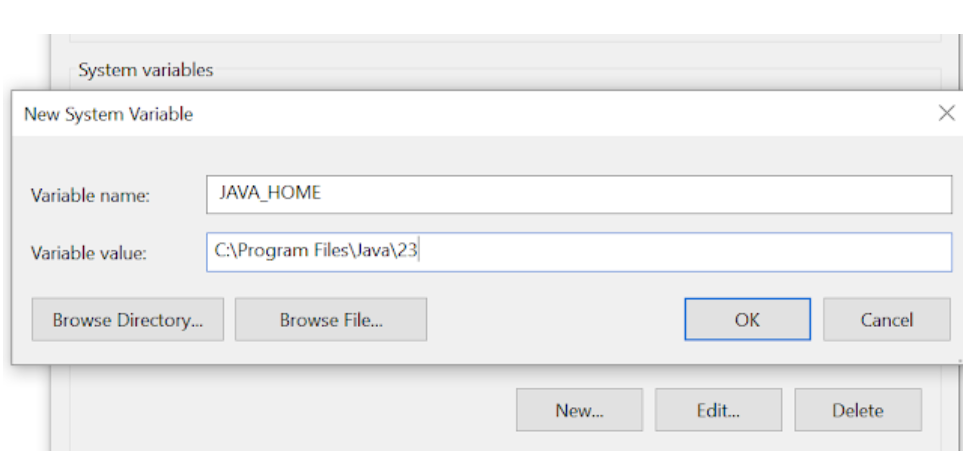 System variables
New System Variable
Variable name: JAVA_HOME
Variable value: C:\Program Files\Java\23
Browse Directory... Browse File... OK Cancel
New... Edit... Delete